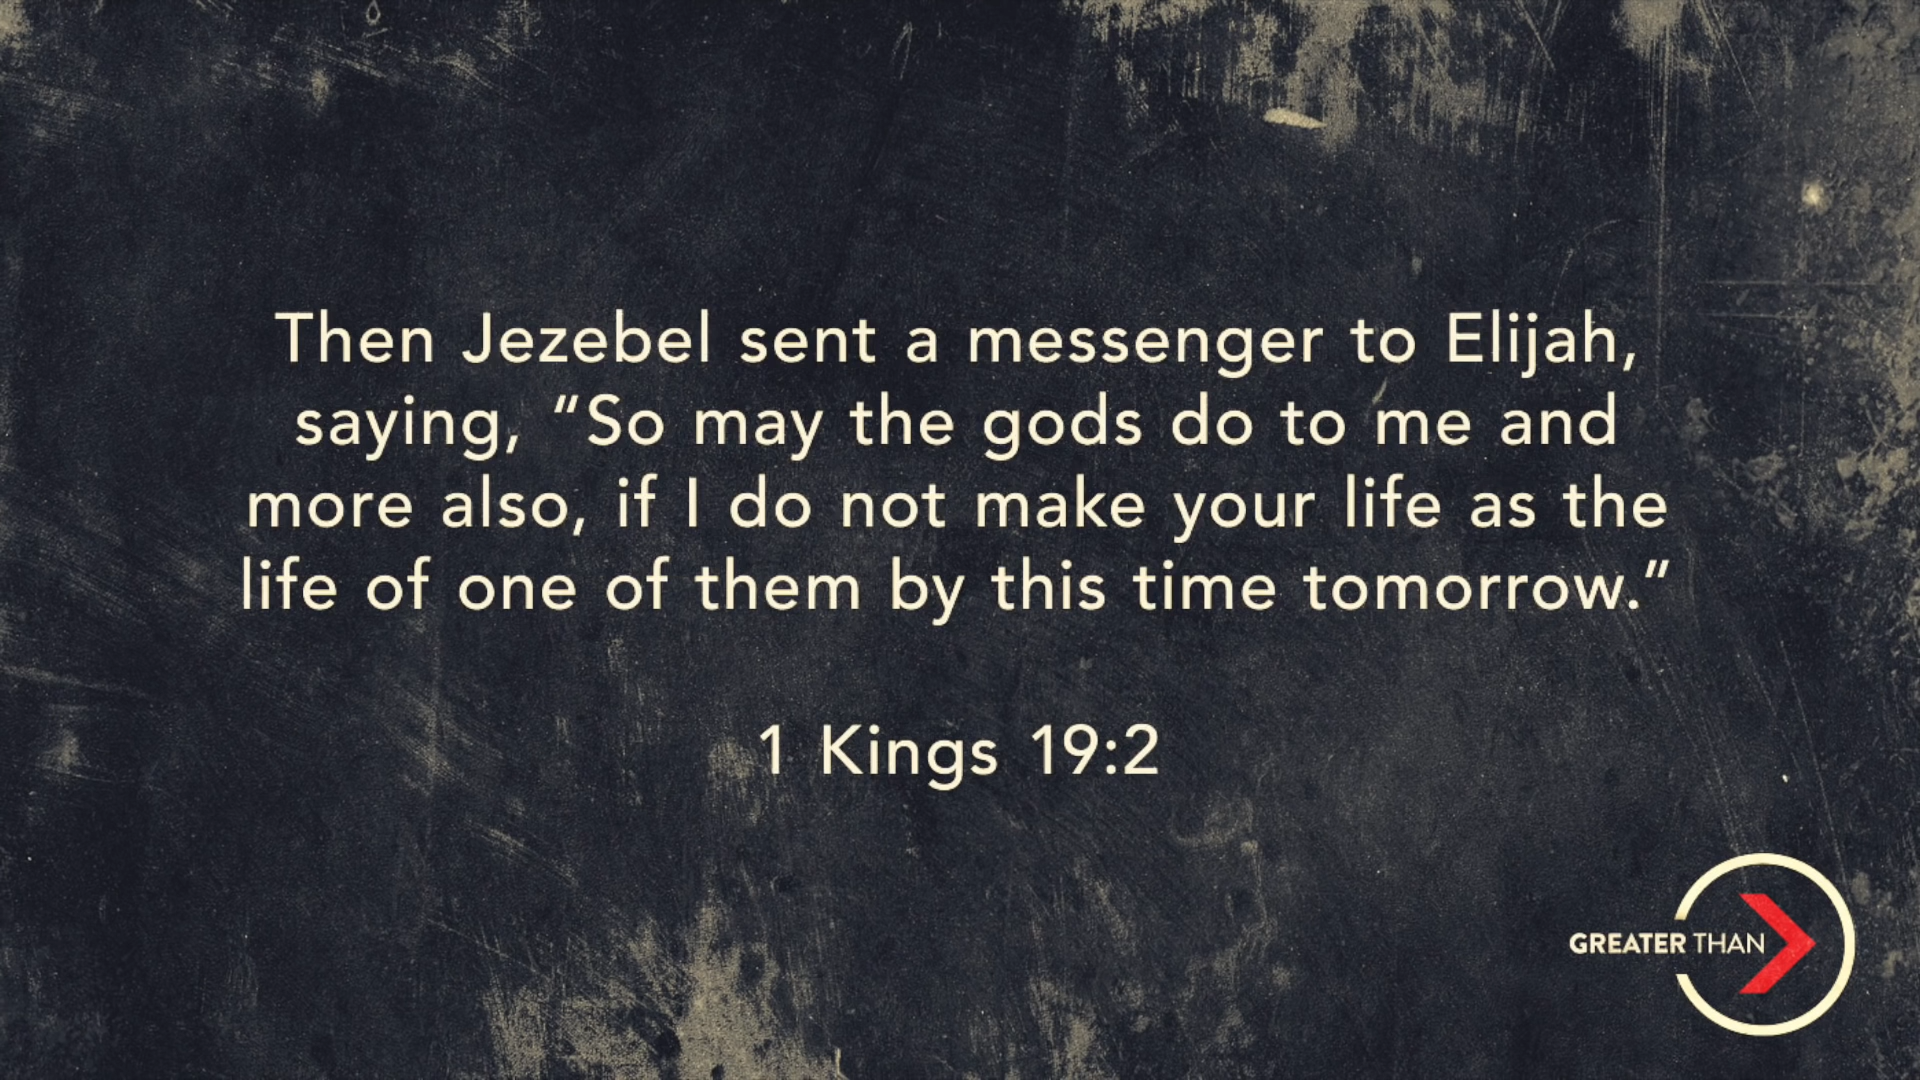 Then Jezebel sent a messenger to Elijah,
saying, “So may the gods do to me and
more also, if I do not make your life as the
life of one of them by this time tomorrow.”
1 Kings 19:2
GREATER THAN